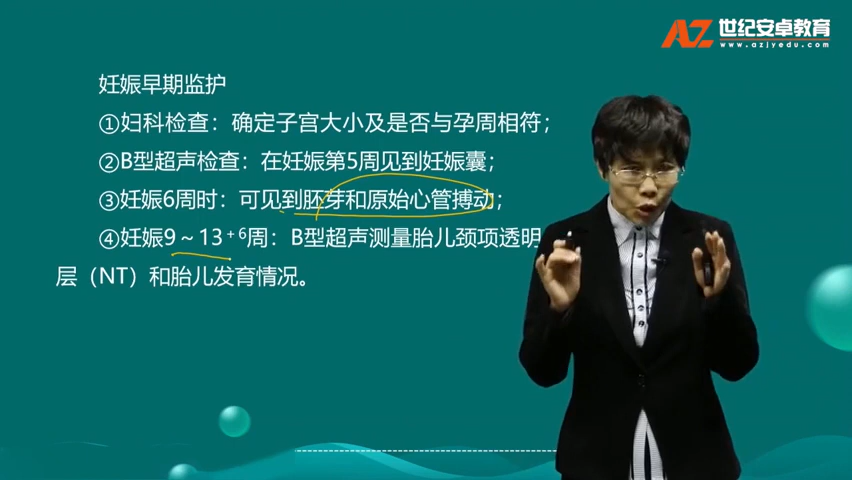 AZ 世纪安卓教育
www.azjyedu.com
妊娠早期监护
①妇科检查：确定子宫大小及是否与孕周相符；
②B型超声检查：在妊娠第5周见到妊娠囊；
③妊娠6周时：可见到胚芽和原始心管搏动；
④妊娠9～13⁺⁶周：B型超声测量胎儿颈项透明
层（NT）和胎儿发育情况。